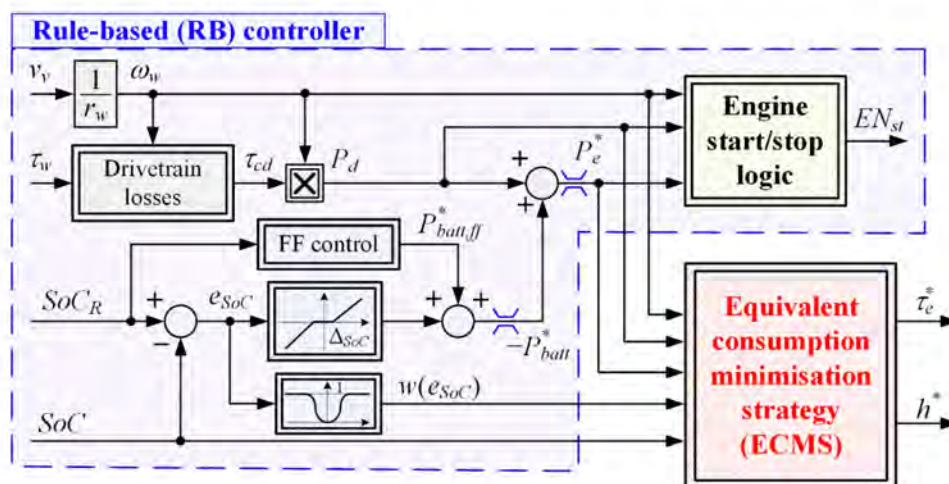 Rule-based (RB) controller
v_v
1
r_w
ω_w
τ_w
Drivetrain
losses
τ_cd
P_d
+
+
P_e^*
Engine
start/stop
logic
EN_st
FF control
P_batt,ff^*
SoC_R
+
−
e_SoC
Δ_SoC
+
+
−P_batt^*
1
w(e_SoC)
SoC
Equivalent
consumption
minimisation
strategy
(ECMS)
τ_e^*
h^*